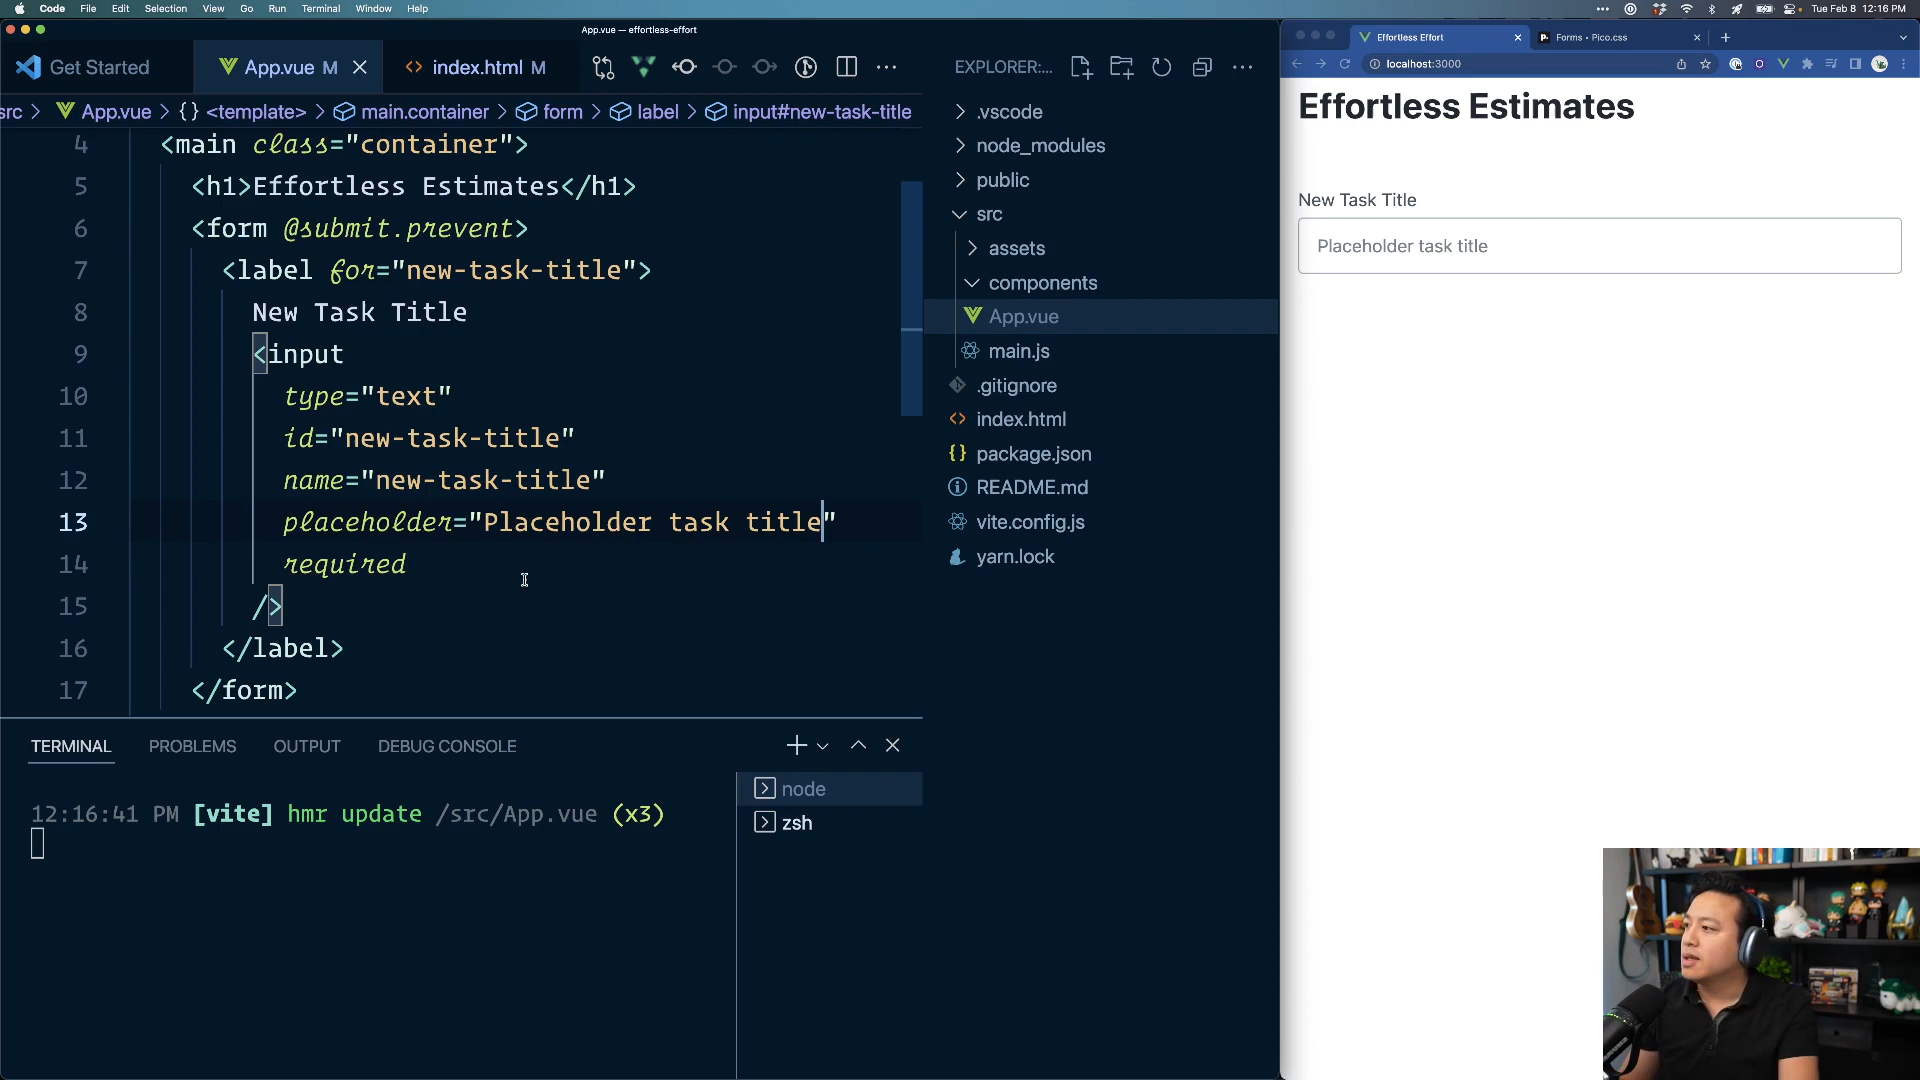 Code File Edit Selection View Go Run Terminal Window Help
Tue Feb 8 12:16 PM
App.vue — effortless-effort
Get Started
App.vue M
index.html M
src > App.vue > {} <template> > main.container > form > label > input#new-task-title
4 <main class="container">
5 <h1>Effortless Estimates</h1>
6 <form @submit.prevent>
7 <label for="new-task-title">
8 New Task Title
9 <input
10 type="text"
11 id="new-task-title"
12 name="new-task-title"
13 placeholder="Placeholder task title"
14 required
15 />
16 </label>
17 </form>
TERMINAL PROBLEMS OUTPUT DEBUG CONSOLE
12:16:41 PM [vite] hmr update /src/App.vue (x3)
node
zsh
EXPLORER:...
.vscode
node_modules
public
src
assets
components
App.vue
main.js
.gitignore
index.html
package.json
README.md
vite.config.js
yarn.lock
Effortless Effort
Forms • Pico.css
localhost:3000
Effortless Estimates
New Task Title
Placeholder task title